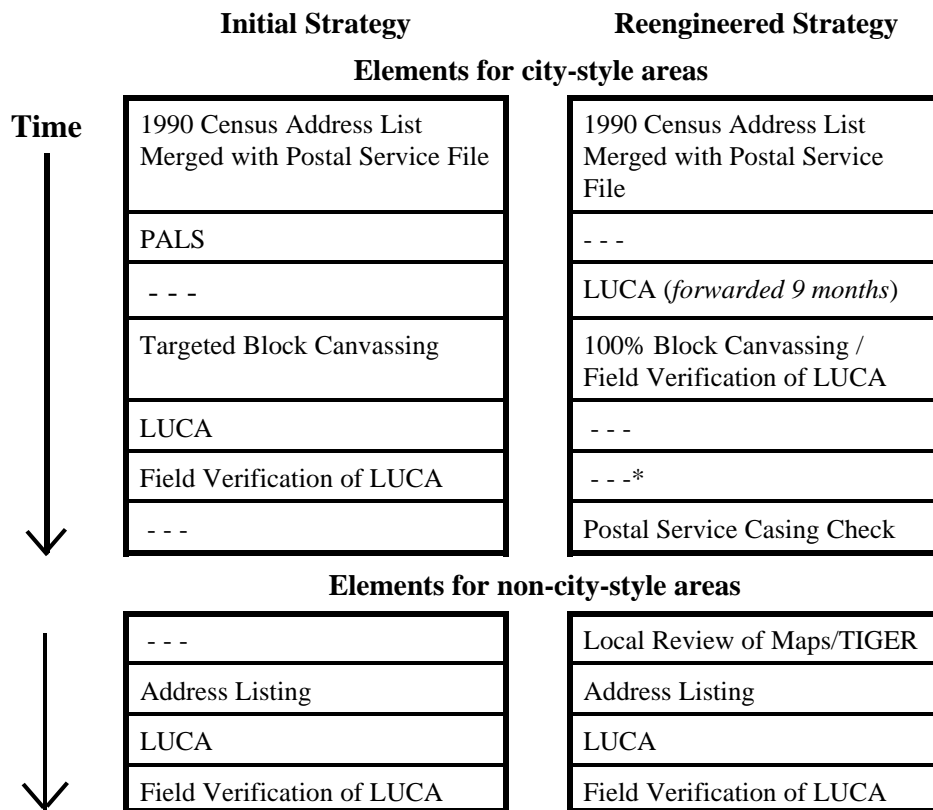 Initial Strategy Reengineered Strategy
Elements for city-style areas
Time
1990 Census Address List
Merged with Postal Service File
1990 Census Address List
Merged with Postal Service
File
PALS
- - -
- - -
LUCA (forwarded 9 months)
Targeted Block Canvassing
100% Block Canvassing /
Field Verification of LUCA
LUCA
- - -
Field Verification of LUCA
- - -*
- - -
Postal Service Casing Check
Elements for non-city-style areas
- - -
Local Review of Maps/TIGER
Address Listing
Address Listing
LUCA
LUCA
Field Verification of LUCA
Field Verification of LUCA